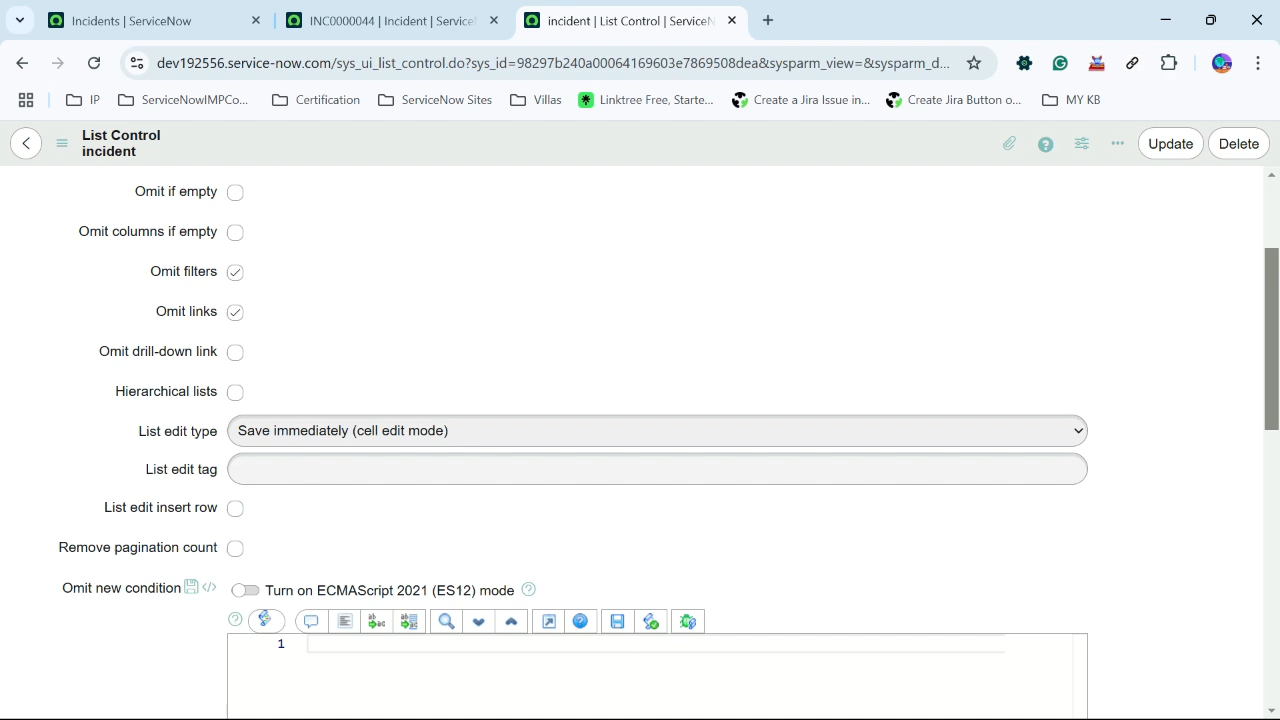 Incidents | ServiceNow
INC0000044 | Incident | Service
incident | List Control | ServiceN
dev192556.service-now.com/sys_ui_list_control.do?sys_id=3f297b240a00064169603e7869508dea&sysparm_view=&sysparm_d...
IP
ServiceNowIMPCo...
Certification
ServiceNow Sites
Villas
Linktree Free, Starte...
Create a Jira Issue in...
Create Jira Button o...
MY KB
List Control
incident
Update
Delete
Omit if empty
Omit columns if empty
Omit filters
Omit links
Omit drill-down link
Hierarchical lists
List edit type
Save immediately (cell edit mode)
List edit tag
List edit insert row
Remove pagination count
Omit new condition
Turn on ECMAScript 2021 (ES12) mode
1